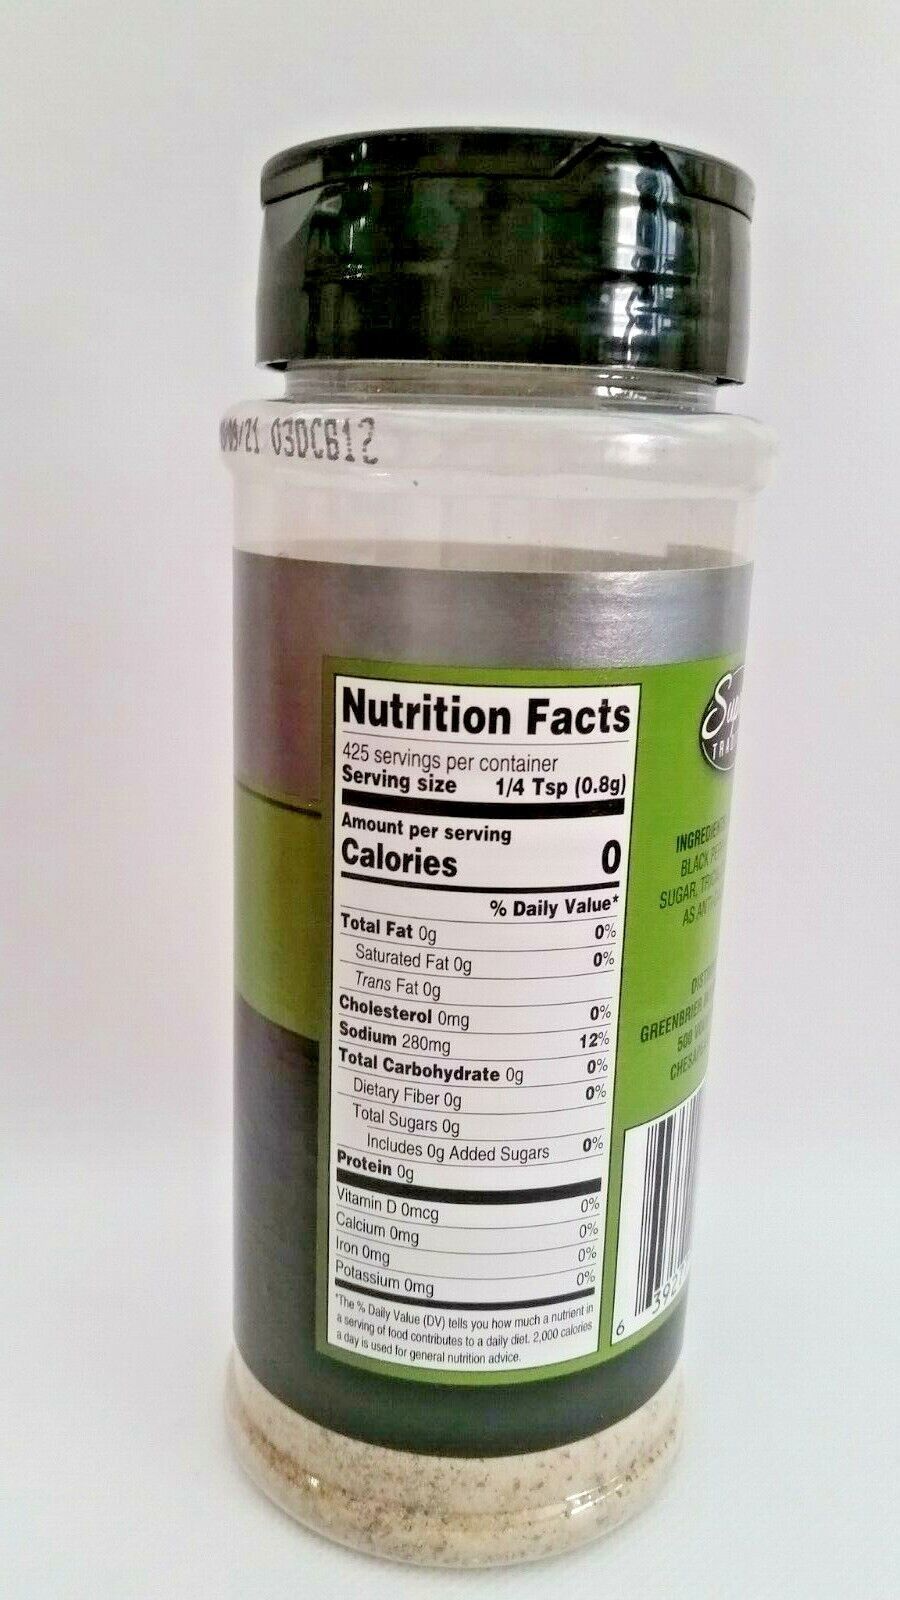 /21 03DC612
Nutrition Facts
425 servings per container
Serving size 1/4 Tsp (0.8g)
Amount per serving
Calories 0
% Daily Value*
Total Fat 0g 0%
Saturated Fat 0g 0%
Trans Fat 0g
Cholesterol 0mg 0%
Sodium 280mg 12%
Total Carbohydrate 0g 0%
Dietary Fiber 0g 0%
Total Sugars 0g
Includes 0g Added Sugars 0%
Protein 0g
Vitamin D 0mcg 0%
Calcium 0mg 0%
Iron 0mg 0%
Potassium 0mg 0%
*The % Daily Value (DV) tells you how much a nutrient in
a serving of food contributes to a daily diet. 2,000 calories
a day is used for general nutrition advice.
BLACK
SUGAR,
AS
GREENBRIER
500
6